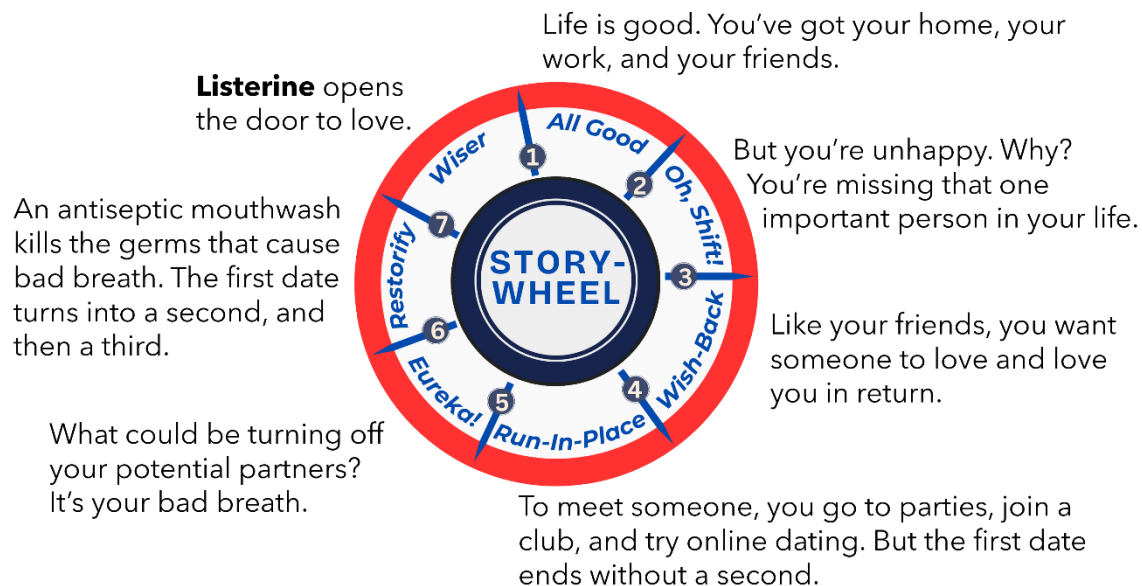 Life is good. You’ve got your home, your
work, and your friends.
But you’re unhappy. Why?
You’re missing that one
important person in your life.
Like your friends, you want
someone to love and love
you in return.
To meet someone, you go to parties, join a
club, and try online dating. But the first date
ends without a second.
What could be turning off
your potential partners?
It’s your bad breath.
An antiseptic mouthwash
kills the germs that cause
bad breath. The first date
turns into a second, and
then a third.
Listerine opens
the door to love.
STORY-
WHEEL
1
All Good
2
Oh, Shift!
3
Wish-Back
4
Run-In-Place
5
Eureka!
6
Restorify
7
Wiser